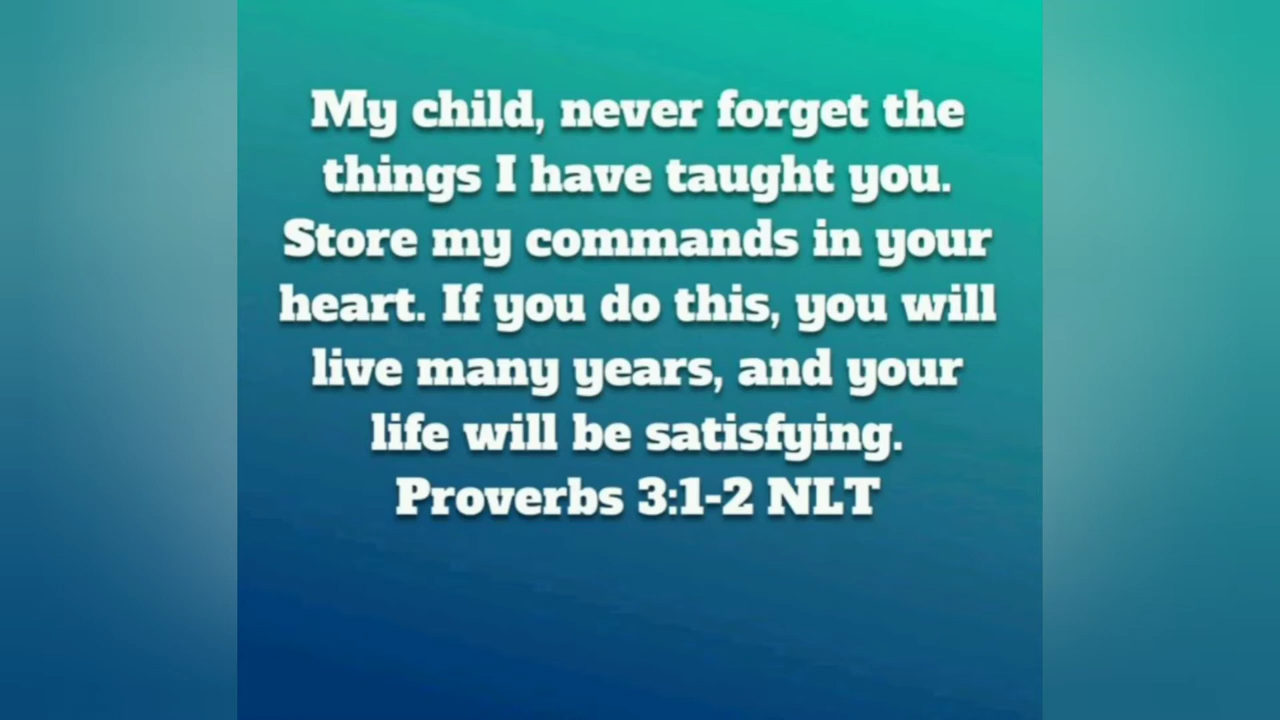 My child, never forget the
things I have taught you.
Store my commands in your
heart. If you do this, you will
live many years, and your
life will be satisfying.
Proverbs 3:1-2 NLT